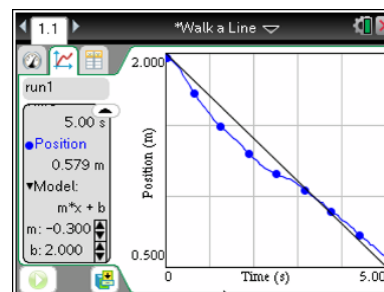 1.1
*Walk a Line
run1
5.00 s
Position
0.579 m
▼Model:
m*x + b
m: -0.300
b: 2.000
2.000
Position (m)
0.500
0
Time (s)
5.00